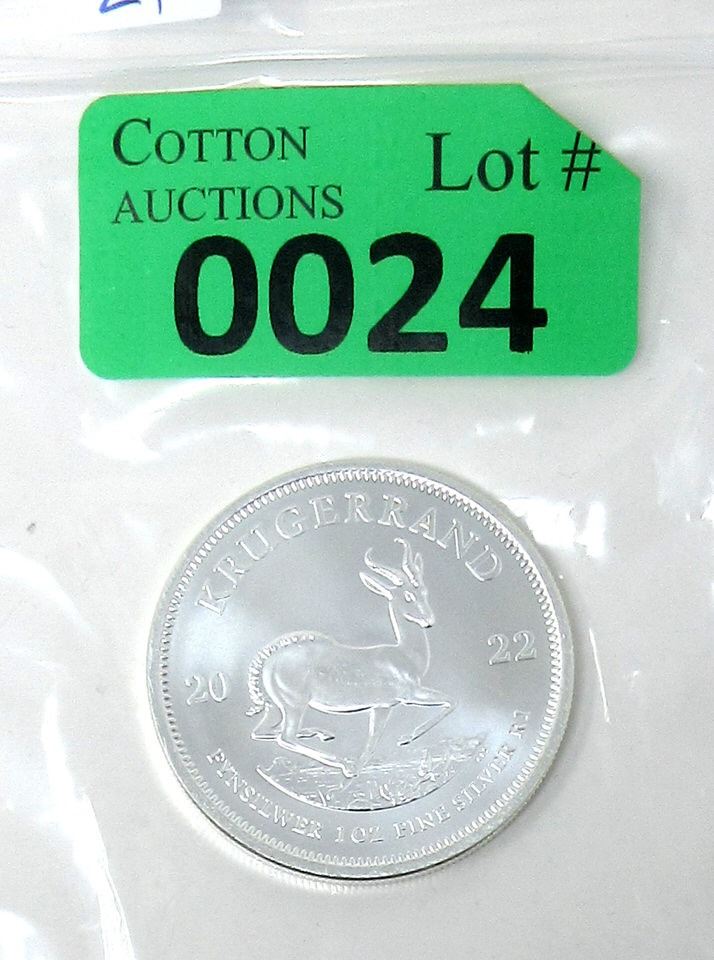 COTTON
AUCTIONS
Lot #
0024
KRUGERRAND
20 22
FYNSILWER 1 OZ FINE SILVER R1